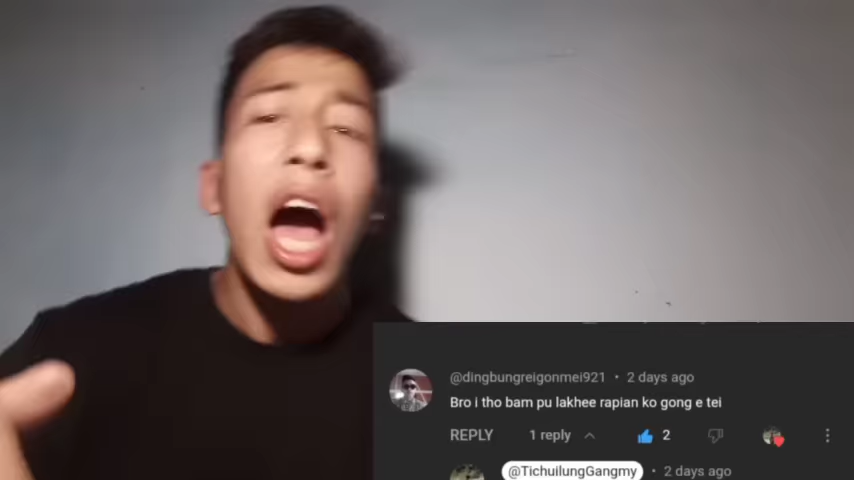 @dingbungreigonmei921 • 2 days ago
Bro i tho bam pu lakhee rapian ko gong e tei
REPLY 1 reply 2
@TichuilungGangmy • 2 days ago